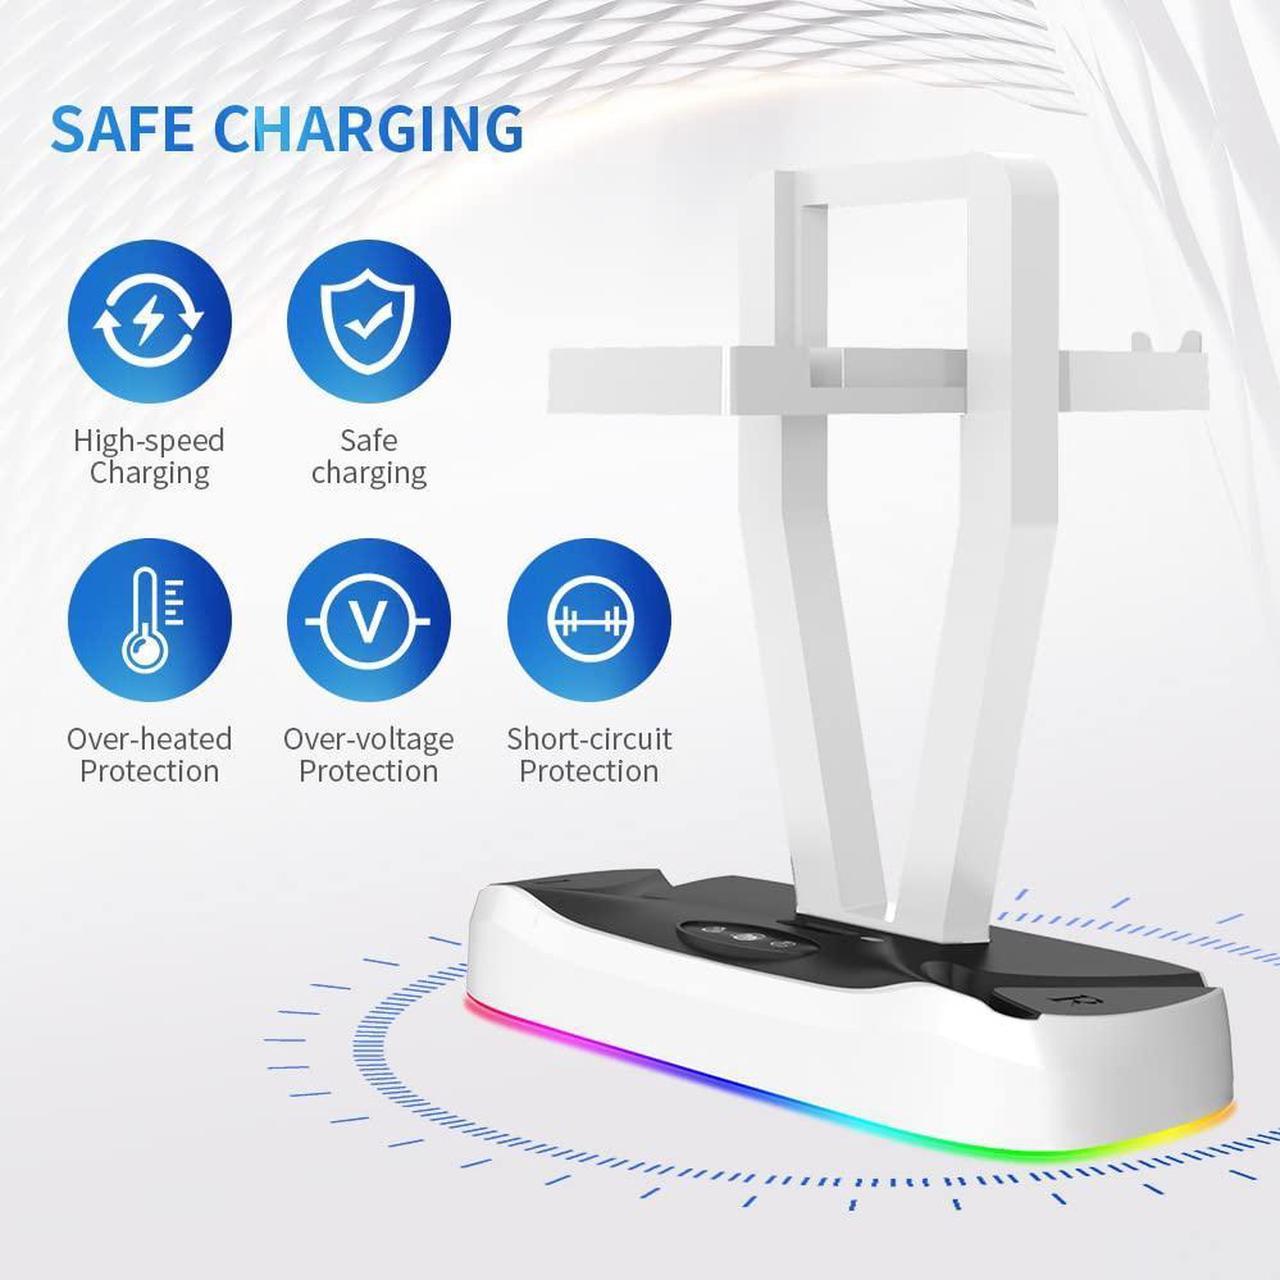 SAFE CHARGING
High-speed
Charging
Safe
charging
Over-heated
Protection
V
Over-voltage
Protection
Short-circuit
Protection
R